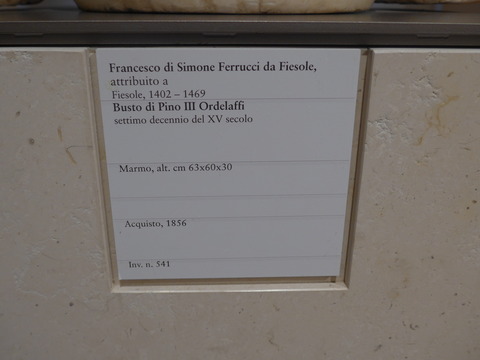 Francesco di Simone Ferrucci da Fiesole,
attribuito a
Fiesole, 1402 – 1469
Busto di Pino III Ordelaffi
settimo decennio del XV secolo
Marmo, alt. cm 63x60x30
Acquisto, 1856
Inv. n. 541